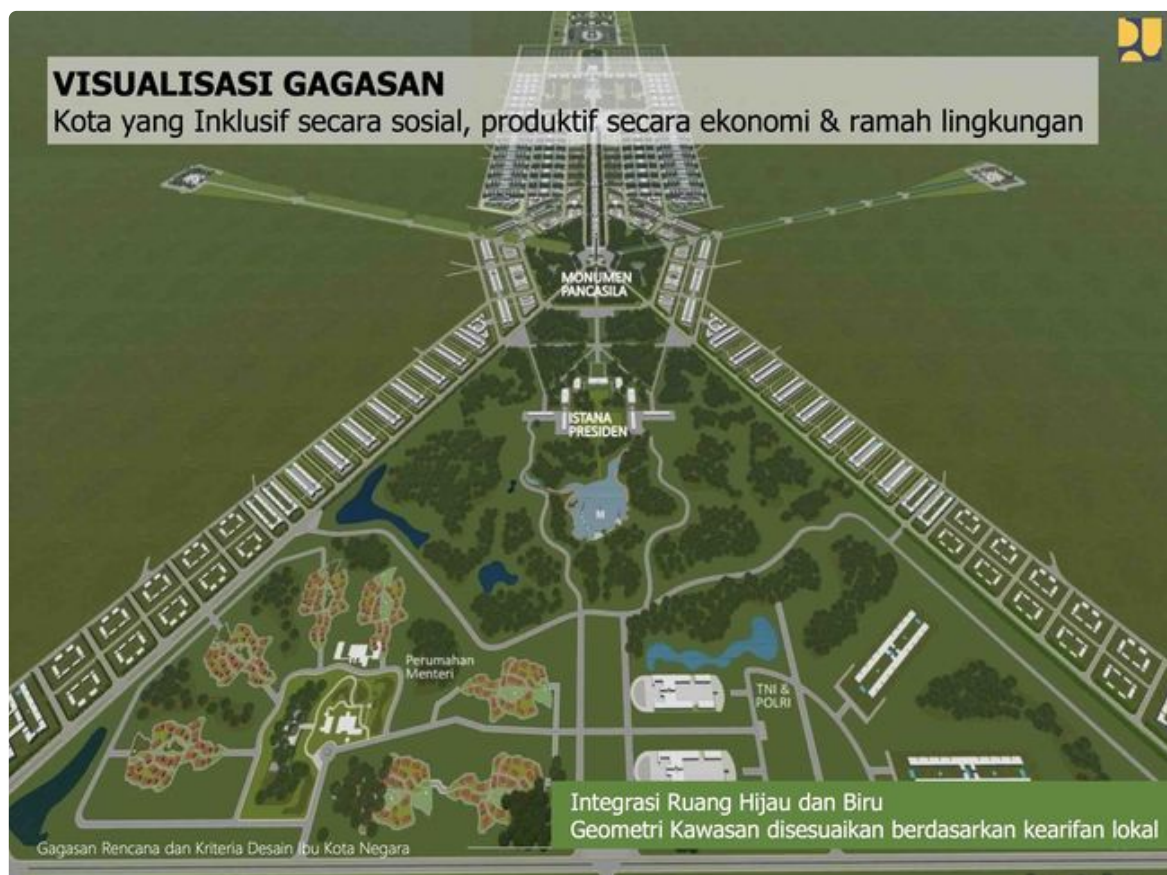 VISUALISASI GAGASAN
Kota yang Inklusif secara sosial, produktif secara ekonomi & ramah lingkungan
MONUMEN
PANCASILA
ISTANA
PRESIDEN
M
Perumahan
Menteri
TNI &
POLRI
Integrasi Ruang Hijau dan Biru
Geometri Kawasan disesuaikan berdasarkan kearifan lokal
Gagasan Rencana dan Kriteria Desain Ibu Kota Negara